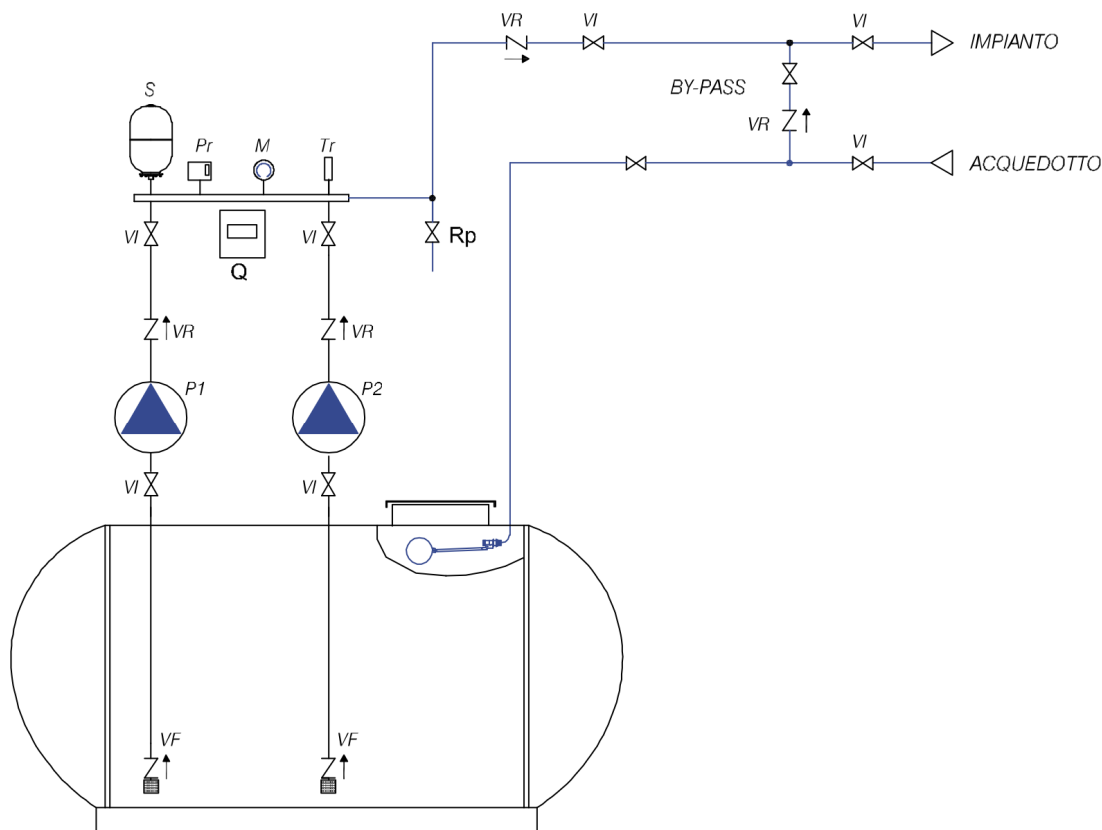 VR
VI
VI
IMPIANTO
BY-PASS
S
VR
Pr
M
Tr
VI
ACQUEDOTTO
VI
VI
Rp
Q
VR
VR
P1
P2
VI
VI
VF
VF